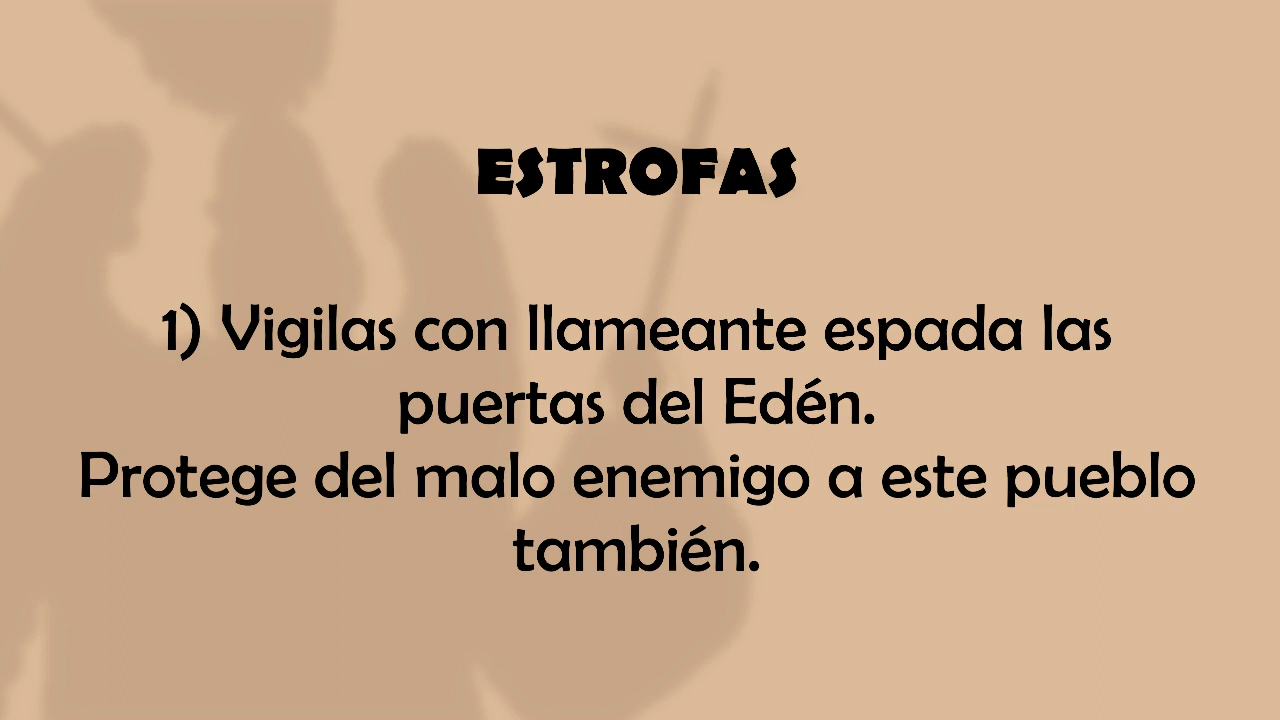 ESTROFAS
1) Vigilas con llameante espada las
puertas del Edén.
Protege del malo enemigo a este pueblo
también.